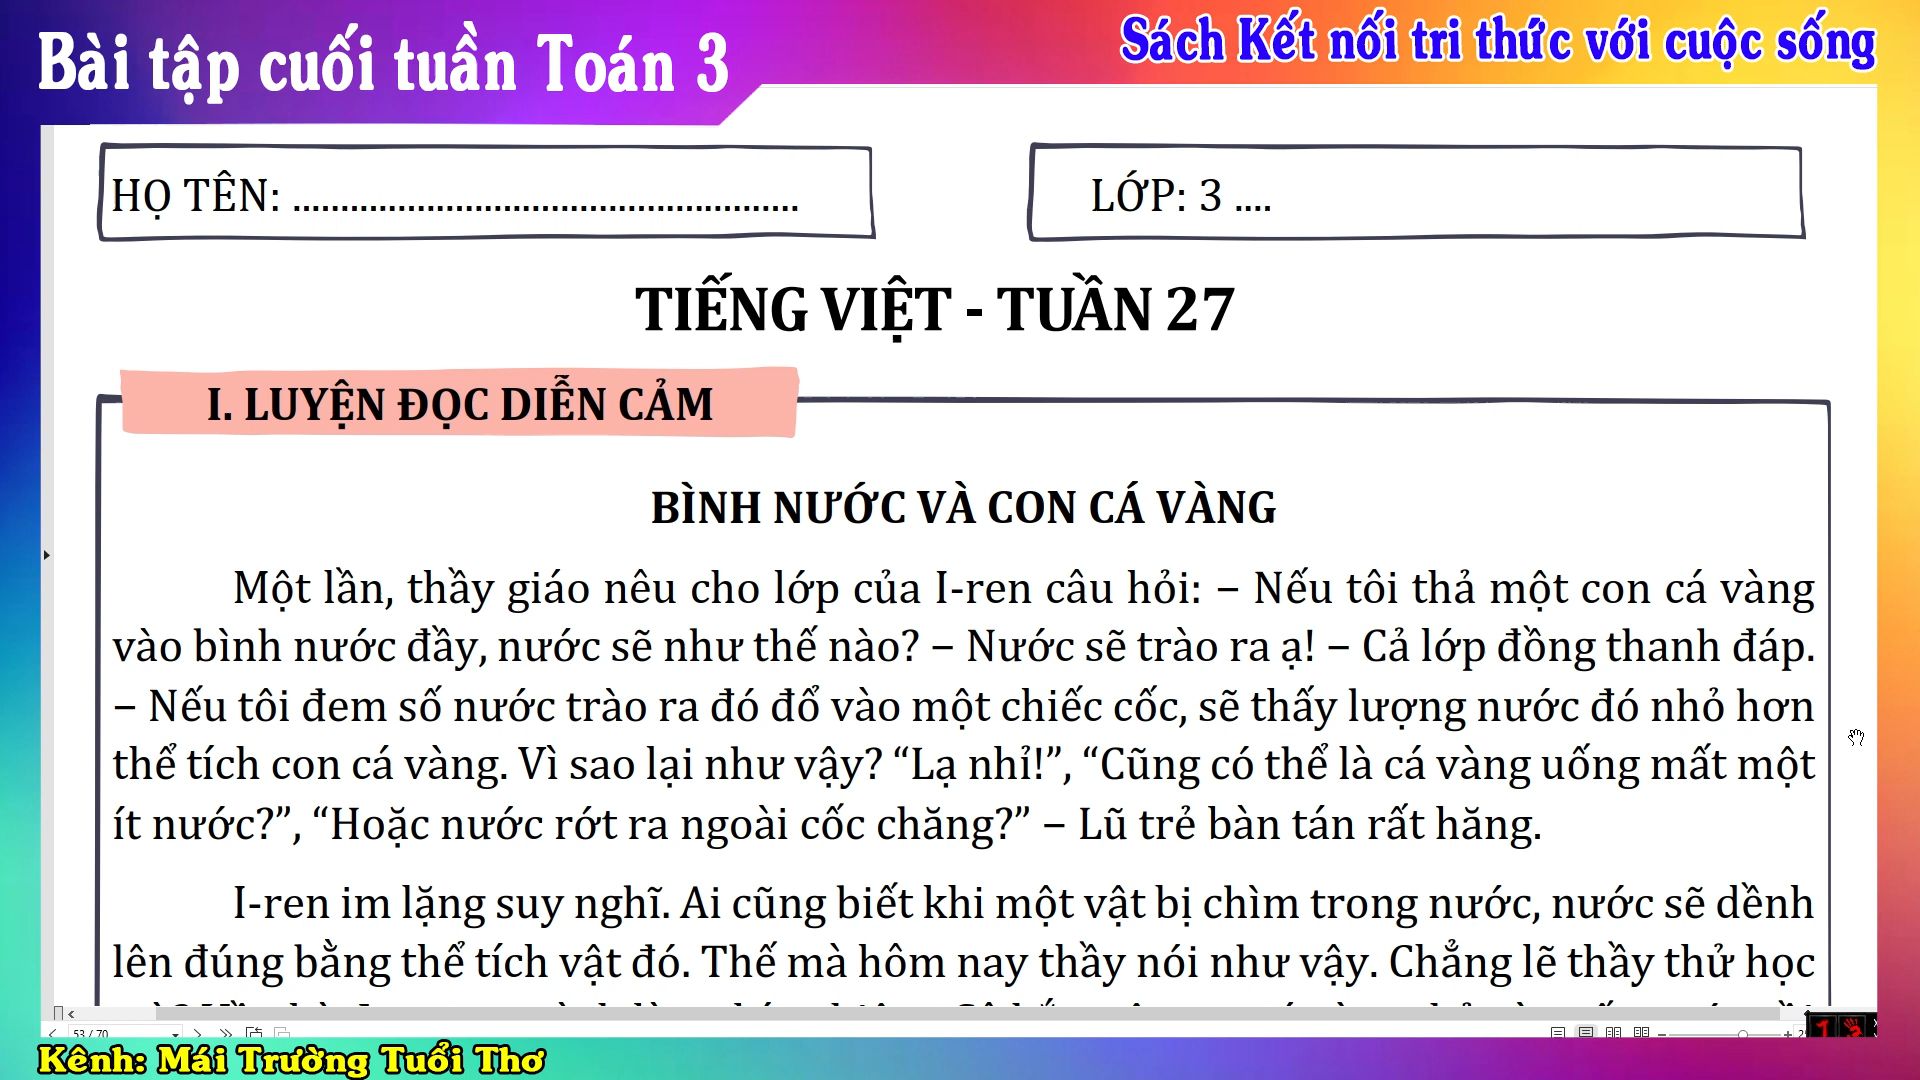 Bài tập cuối tuần Toán 3
Sách Kết nối tri thức với cuộc sống
HỌ TÊN: .....................................................
LỚP: 3 ....
TIẾNG VIỆT - TUẦN 27
I. LUYỆN ĐỌC DIỄN CẢM
BÌNH NƯỚC VÀ CON CÁ VÀNG
Một lần, thầy giáo nêu cho lớp của I-ren câu hỏi: – Nếu tôi thả một con cá vàng
vào bình nước đầy, nước sẽ như thế nào? – Nước sẽ trào ra ạ! – Cả lớp đồng thanh đáp.
– Nếu tôi đem số nước trào ra đó đổ vào một chiếc cốc, sẽ thấy lượng nước đó nhỏ hơn
thể tích con cá vàng. Vì sao lại như vậy? “Lạ nhỉ!”, “Cũng có thể là cá vàng uống mất một
ít nước?”, “Hoặc nước rớt ra ngoài cốc chăng?” – Lũ trẻ bàn tán rất hăng.
I-ren im lặng suy nghĩ. Ai cũng biết khi một vật bị chìm trong nước, nước sẽ dềnh
lên đúng bằng thể tích vật đó. Thế mà hôm nay thầy nói như vậy. Chẳng lẽ thầy thử học
53 / 70
Kênh: Mái Trường Tuổi Thơ